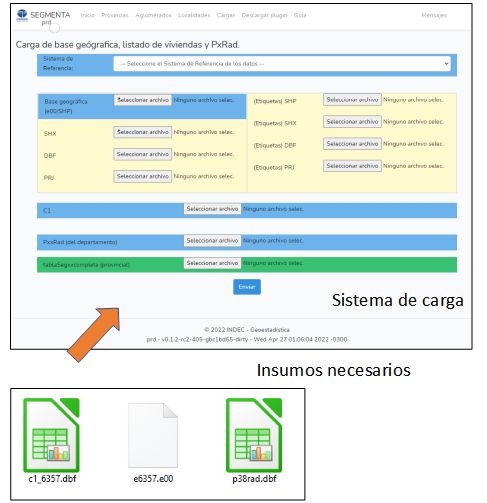 SEGMENTA
prd
Inicio Provincias Aglomerados Localidades Cargar Descargar plugin Guia Mensajes
Carga de base geógrafica, listado de viviendas y PxRad.
Sistema de
Referencia:
-- Seleccione el Sistema de Referencia de los datos --
Base geográfica
(e00/SHP)
Seleccionar archivo Ninguno archivo selec.
SHX Seleccionar archivo Ninguno archivo selec.
DBF Seleccionar archivo Ninguno archivo selec.
PRJ Seleccionar archivo Ninguno archivo selec.
(Etiquetas) SHP Seleccionar archivo Ninguno archivo selec.
(Etiquetas) SHX Seleccionar archivo Ninguno archivo selec.
(Etiquetas) DBF Seleccionar archivo Ninguno archivo selec.
(Etiquetas) PRJ Seleccionar archivo Ninguno archivo selec.
C1 Seleccionar archivo Ninguno archivo selec.
PxxRad (del departamento) Seleccionar archivo Ninguno archivo selec.
tablaSegxxcompleta (provincial) Seleccionar archivo Ninguno archivo selec.
Enviar
Sistema de carga
© 2022 INDEC - Geoestadística
prd - v0.1.2-rc2-405-gbc1bd65-dirty - Wed Apr 27 01:06:04 2022 -0300
Insumos necesarios
c1_6357.dbf
e6357.e00
p38rad.dbf